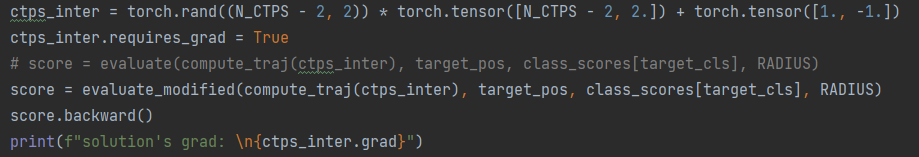 ctps_inter = torch.rand((N_CTPS - 2, 2)) * torch.tensor([N_CTPS - 2, 2.]) + torch.tensor([1., -1.])
ctps_inter.requires_grad = True
# score = evaluate(compute_traj(ctps_inter), target_pos, class_scores[target_cls], RADIUS)
score = evaluate_modified(compute_traj(ctps_inter), target_pos, class_scores[target_cls], RADIUS)
score.backward()
print(f"solution's grad: \n{ctps_inter.grad}")